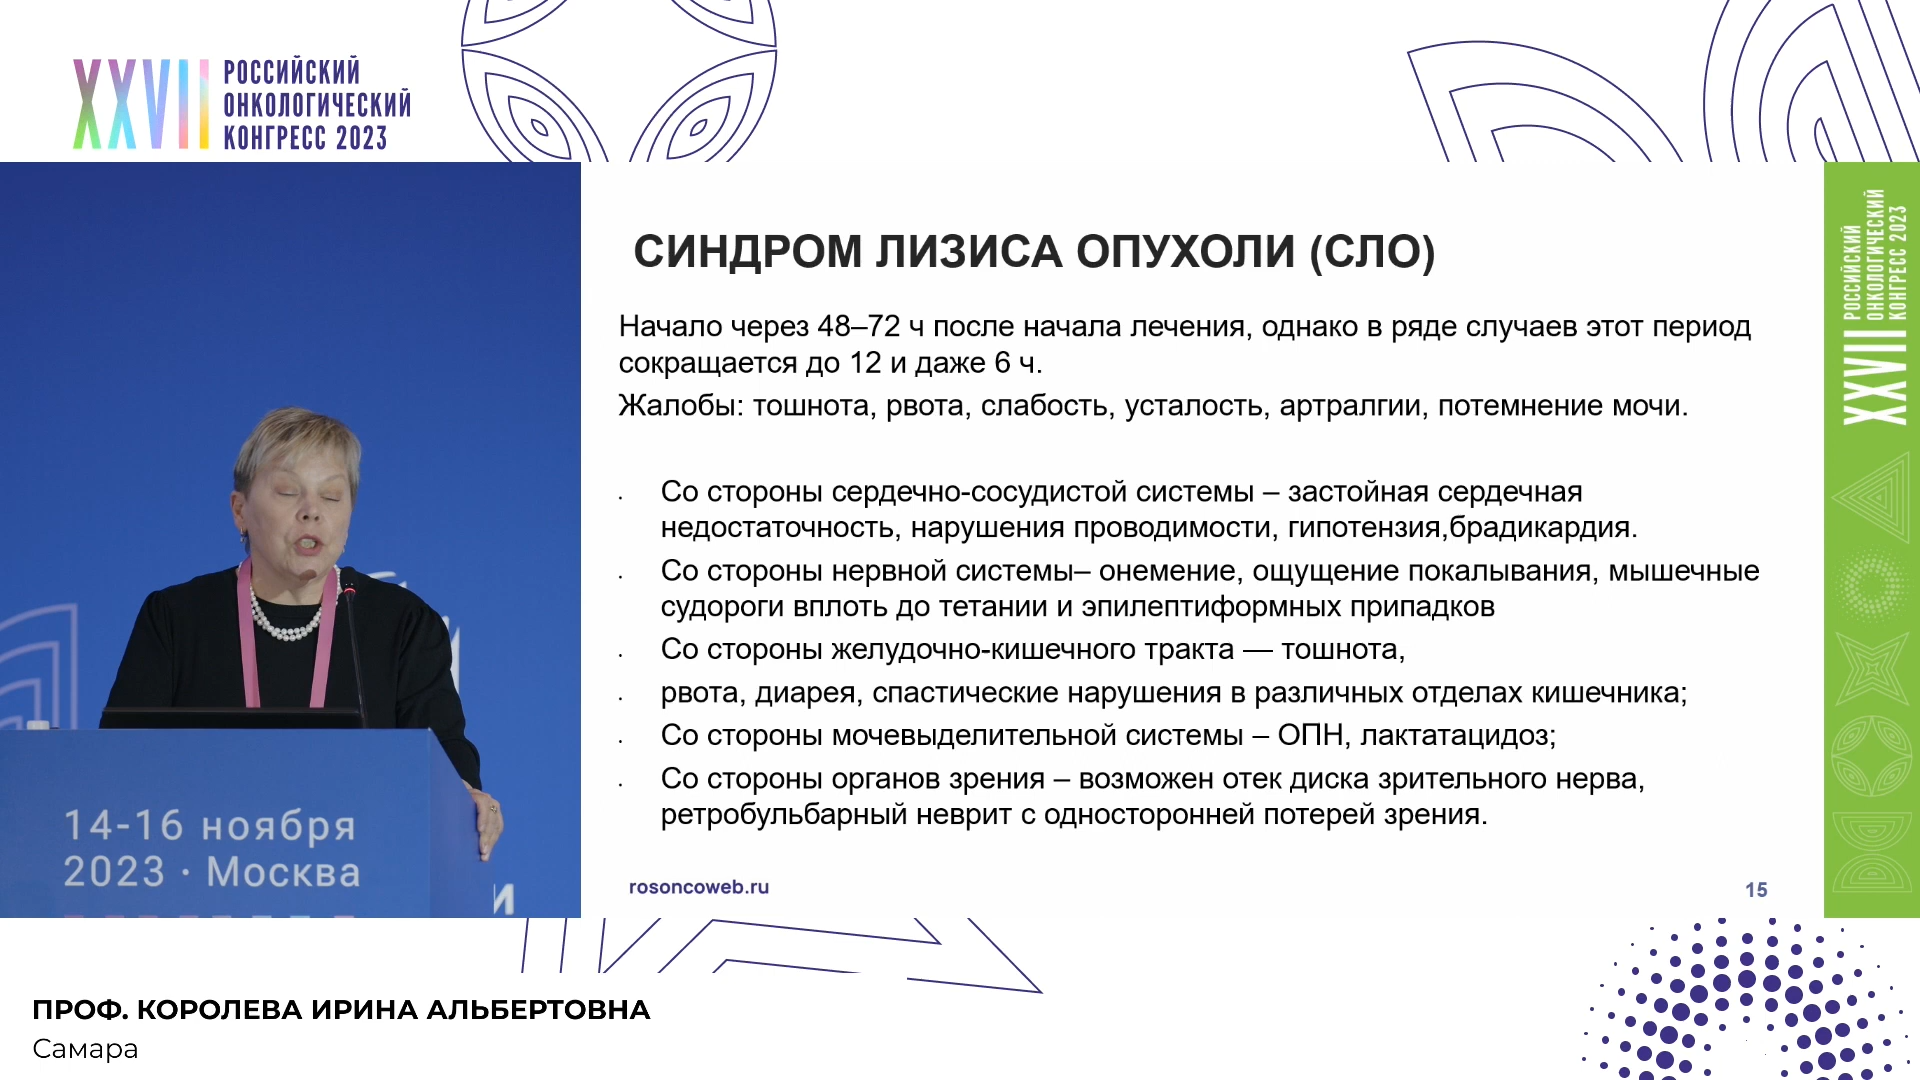 XXVII
РОССИЙСКИЙ
ОНКОЛОГИЧЕСКИЙ
КОНГРЕСС 2023
СИНДРОМ ЛИЗИСА ОПУХОЛИ (СЛО)
Начало через 48–72 ч после начала лечения, однако в ряде случаев этот период
сокращается до 12 и даже 6 ч.
Жалобы: тошнота, рвота, слабость, усталость, артралгии, потемнение мочи.
Со стороны сердечно-сосудистой системы – застойная сердечная
недостаточность, нарушения проводимости, гипотензия,брадикардия.
Со стороны нервной системы– онемение, ощущение покалывания, мышечные
судороги вплоть до тетании и эпилептиформных припадков
Со стороны желудочно-кишечного тракта — тошнота,
рвота, диарея, спастические нарушения в различных отделах кишечника;
Со стороны мочевыделительной системы – ОПН, лактатацидоз;
Со стороны органов зрения – возможен отек диска зрительного нерва,
ретробульбарный неврит с односторонней потерей зрения.
rosoncoweb.ru
15
XXVII
РОССИЙСКИЙ
ОНКОЛОГИЧЕСКИЙ
КОНГРЕСС 2023
14-16 ноября
2023 · Москва
ПРОФ. КОРОЛЕВА ИРИНА АЛЬБЕРТОВНА
Самара